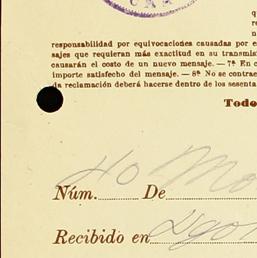 responsabilidad por equivocaciones causadas por e
sajes que requieran más exactitud en su transmis
causarán el costo de un nuevo mensaje. — 7ª En c
importe satisfecho del mensaje. — 8ª No se contrae
da reclamación deberá hacerse dentro de los sesenta
Todo
Núm. De
Recibido en